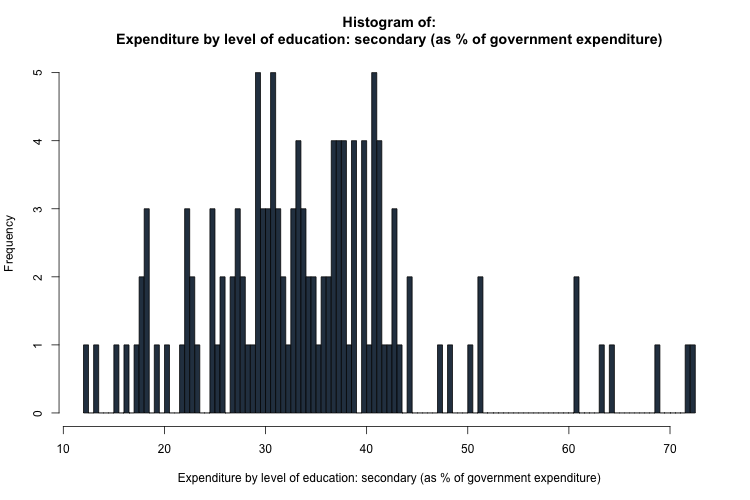 Histogram of:
Expenditure by level of education: secondary (as % of government expenditure)
5
4
3
2
1
0
Frequency
10 20 30 40 50 60 70
Expenditure by level of education: secondary (as % of government expenditure)